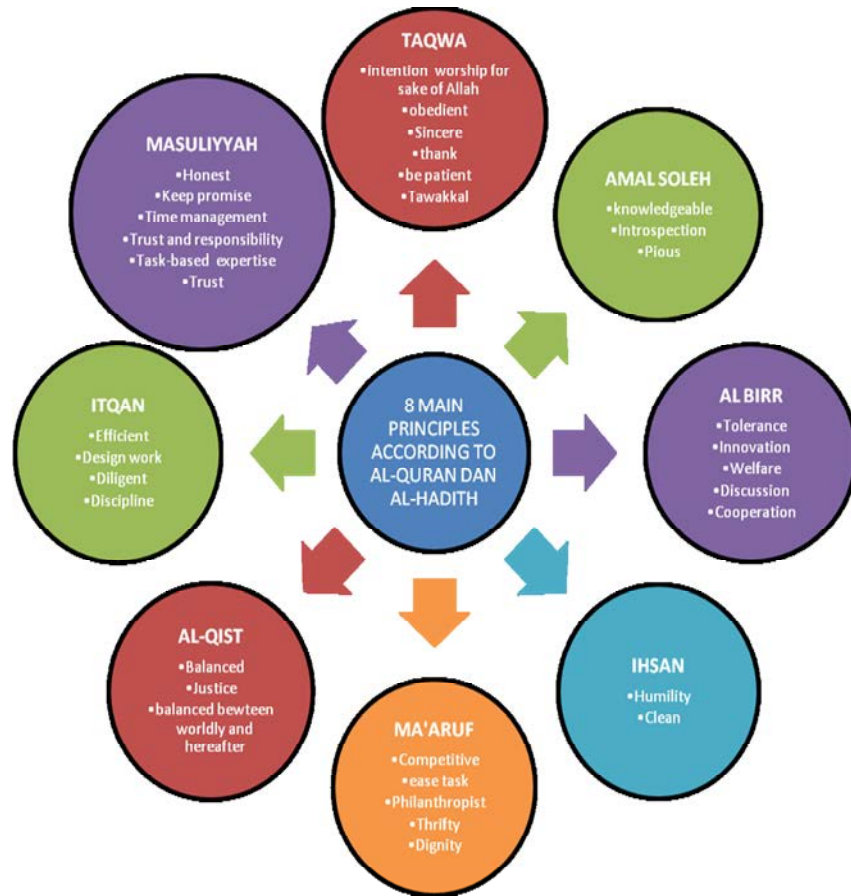 TAQWA
•intention worship for
sake of Allah
•obedient
•Sincere
•thank
•be patient
•Tawakkal
AMAL SOLEH
•knowledgeable
•Introspection
•Pious
AL BIRR
•Tolerance
•Innovation
•Welfare
•Discussion
•Cooperation
IHSAN
•Humility
•Clean
MA'ARUF
•Competitive
•ease task
•Philanthropist
•Thrifty
•Dignity
AL-QIST
•Balanced
•Justice
•balanced bewteen
worldly and
hereafter
ITQAN
•Efficient
•Design work
•Diligent
•Discipline
MASULIYYAH
•Honest
•Keep promise
•Time management
•Trust and responsibility
•Task-based expertise
•Trust
8 MAIN
PRINCIPLES
ACCORDING TO
AL-QURAN DAN
AL-HADITH